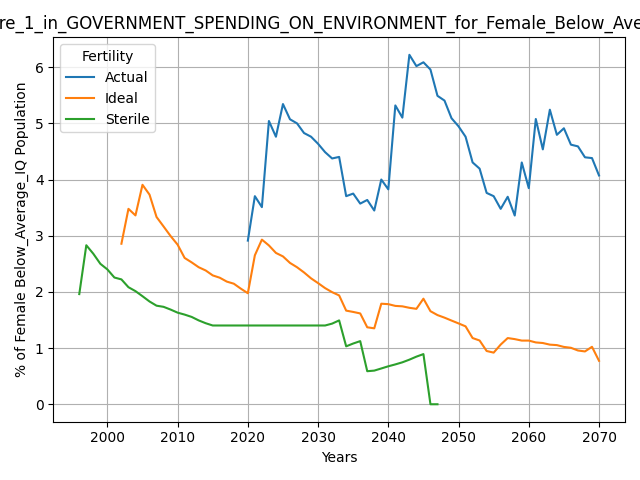 re_1_in_GOVERNMENT_SPENDING_ON_ENVIRONMENT_for_Female_Below_Ave
Fertility
Actual
Ideal
Sterile
% of Female Below_Average_IQ Population
6
5
4
3
2
1
0
2000 2010 2020 2030 2040 2050 2060 2070
Years